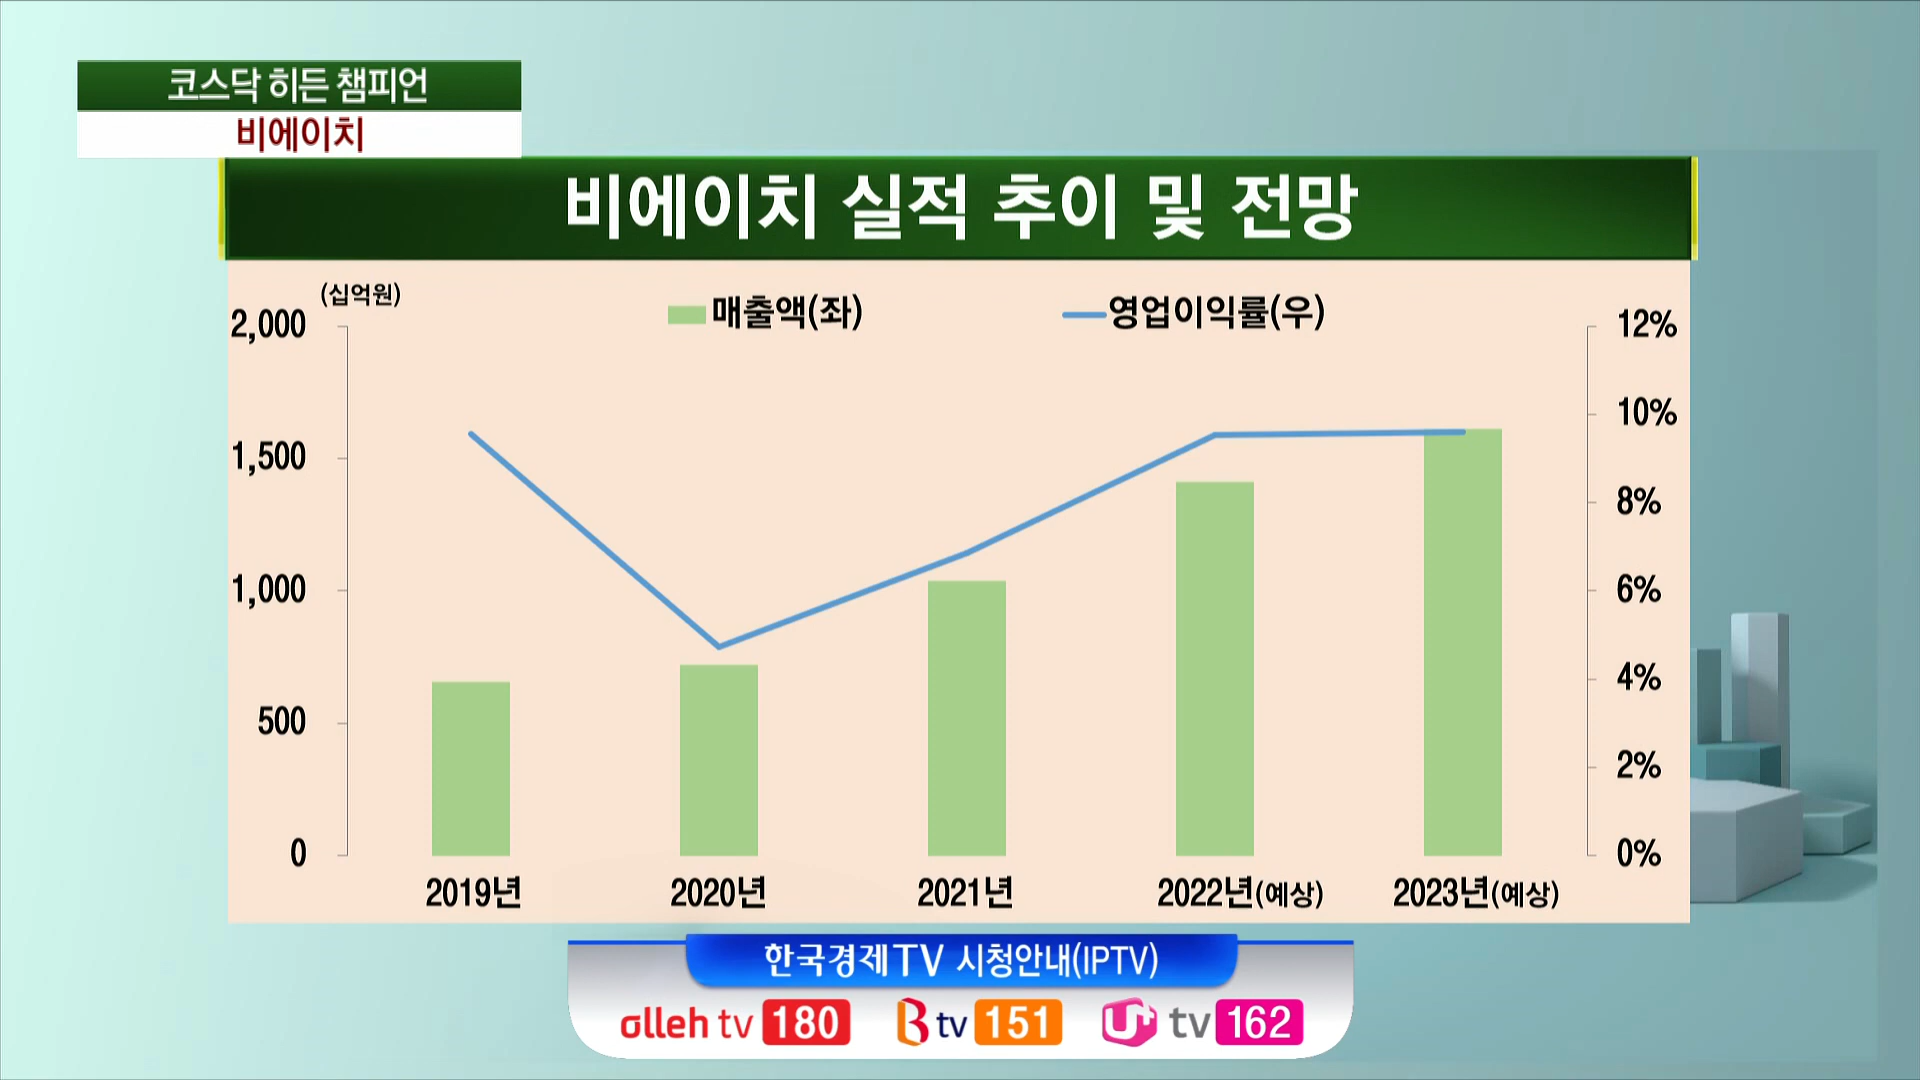 코스닥 히든 챔피언
비에이치
비에이치 실적 추이 및 전망
(십억원)
매출액(좌)
영업이익률(우)
2,000
1,500
1,000
500
0
12%
10%
8%
6%
4%
2%
0%
2019년
2020년
2021년
2022년(예상)
2023년(예상)
한국경제TV 시청안내(IPTV)
olleh tv 180
B tv 151
U+ tv 162